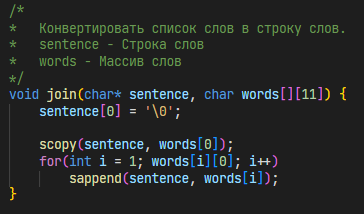 /*
*   Конвертировать список слов в строку слов.
*   sentence - Строка слов
*   words - Массив слов
*/
void join(char* sentence, char words[][11]) {
    sentence[0] = '\0';

    scopy(sentence, words[0]);
    for(int i = 1; words[i][0]; i++)
        sappend(sentence, words[i]);
}